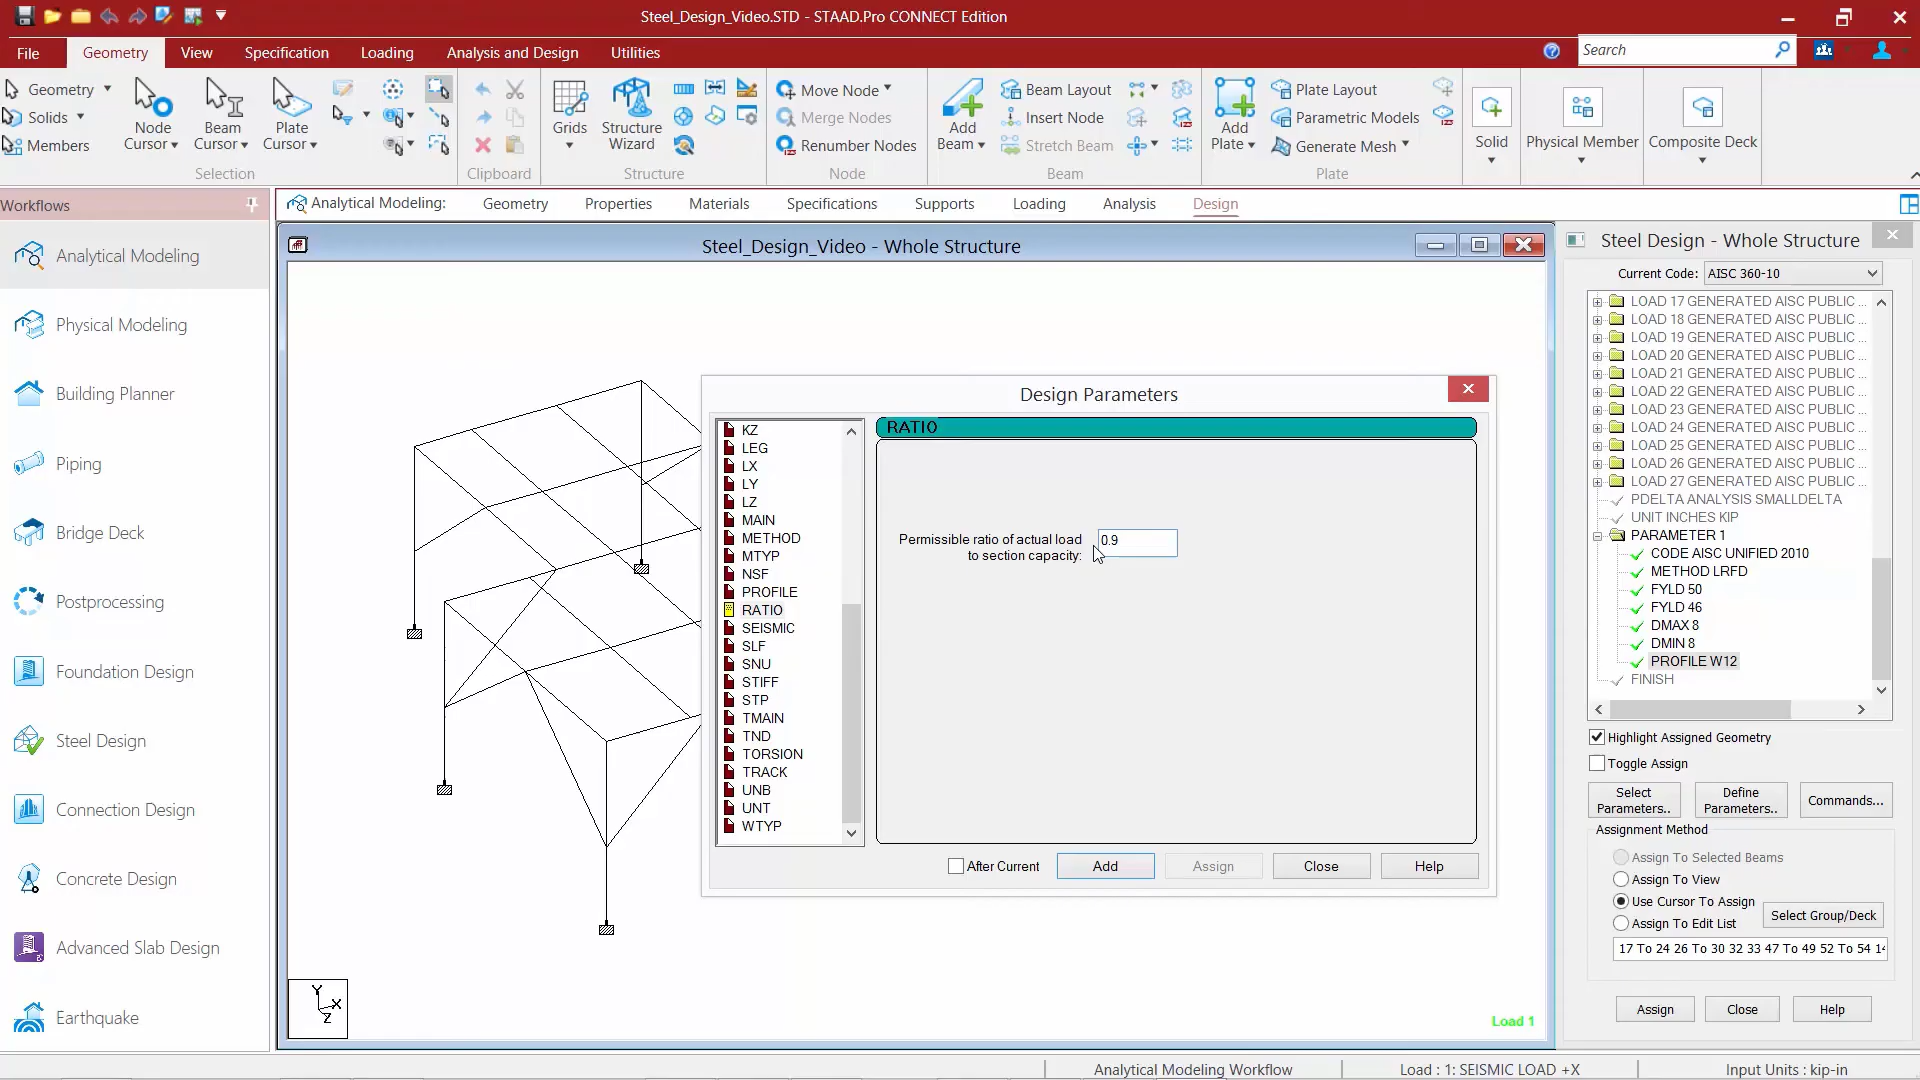 Steel_Design_Video.STD - STAAD.Pro CONNECT Edition
File Geometry View Specification Loading Analysis and Design Utilities Search
Geometry
Solids
Members
Node Cursor
Beam Cursor
Plate Cursor
Selection
Clipboard
Grids
Structure Wizard
Structure
Move Node
Merge Nodes
Renumber Nodes
Node
Add Beam
Beam Layout
Insert Node
Stretch Beam
Beam
Add Plate
Plate Layout
Parametric Models
Generate Mesh
Plate
Solid
Physical Member
Composite Deck
Workflows
Analytical Modeling
Physical Modeling
Building Planner
Piping
Bridge Deck
Postprocessing
Foundation Design
Steel Design
Connection Design
Concrete Design
Advanced Slab Design
Earthquake
Analytical Modeling: Geometry Properties Materials Specifications Supports Loading Analysis Design
Steel_Design_Video - Whole Structure
Y
X
Z
Load 1
Design Parameters
KZ
LEG
LX
LY
LZ
MAIN
METHOD
MTYP
NSF
PROFILE
RATIO
SEISMIC
SLF
SNU
STIFF
STP
TMAIN
TND
TORSION
TRACK
UNB
UNT
WTYP
RATIO
Permissible ratio of actual load
to section capacity:
0.9
After Current Add Assign Close Help
Steel Design - Whole Structure
Current Code: AISC 360-10
LOAD 17 GENERATED AISC PUBLIC ...
LOAD 18 GENERATED AISC PUBLIC ...
LOAD 19 GENERATED AISC PUBLIC ...
LOAD 20 GENERATED AISC PUBLIC ...
LOAD 21 GENERATED AISC PUBLIC ...
LOAD 22 GENERATED AISC PUBLIC ...
LOAD 23 GENERATED AISC PUBLIC ...
LOAD 24 GENERATED AISC PUBLIC ...
LOAD 25 GENERATED AISC PUBLIC ...
LOAD 26 GENERATED AISC PUBLIC ...
LOAD 27 GENERATED AISC PUBLIC ...
PDELTA ANALYSIS SMALLDELTA
UNIT INCHES KIP
PARAMETER 1
CODE AISC UNIFIED 2010
METHOD LRFD
FYLD 50
FYLD 46
DMAX 8
DMIN 8
PROFILE W12
FINISH
Highlight Assigned Geometry
Toggle Assign
Select Parameters..
Define Parameters..
Commands...
Assignment Method
Assign To Selected Beams
Assign To View
Use Cursor To Assign
Select Group/Deck
Assign To Edit List
17 To 24 26 To 30 32 33 47 To 49 52 To 54 14
Assign Close Help
Analytical Modeling Workflow Load : 1: SEISMIC LOAD +X Input Units : kip-in